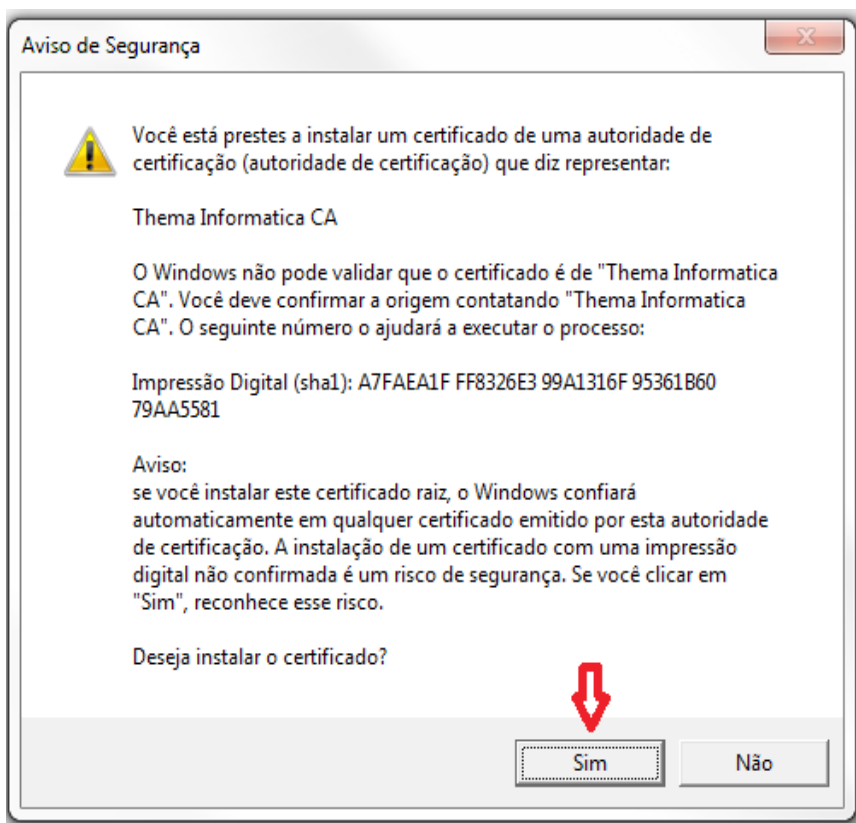 Aviso de Segurança
Você está prestes a instalar um certificado de uma autoridade de
certificação (autoridade de certificação) que diz representar:
Thema Informatica CA
O Windows não pode validar que o certificado é de "Thema Informatica
CA". Você deve confirmar a origem contatando "Thema Informatica
CA". O seguinte número o ajudará a executar o processo:
Impressão Digital (sha1): A7FAEA1F FF8326E3 99A1316F 95361B60
79AA5581
Aviso:
se você instalar este certificado raiz, o Windows confiará
automaticamente em qualquer certificado emitido por esta autoridade
de certificação. A instalação de um certificado com uma impressão
digital não confirmada é um risco de segurança. Se você clicar em
"Sim", reconhece esse risco.
Deseja instalar o certificado?
Sim
Não